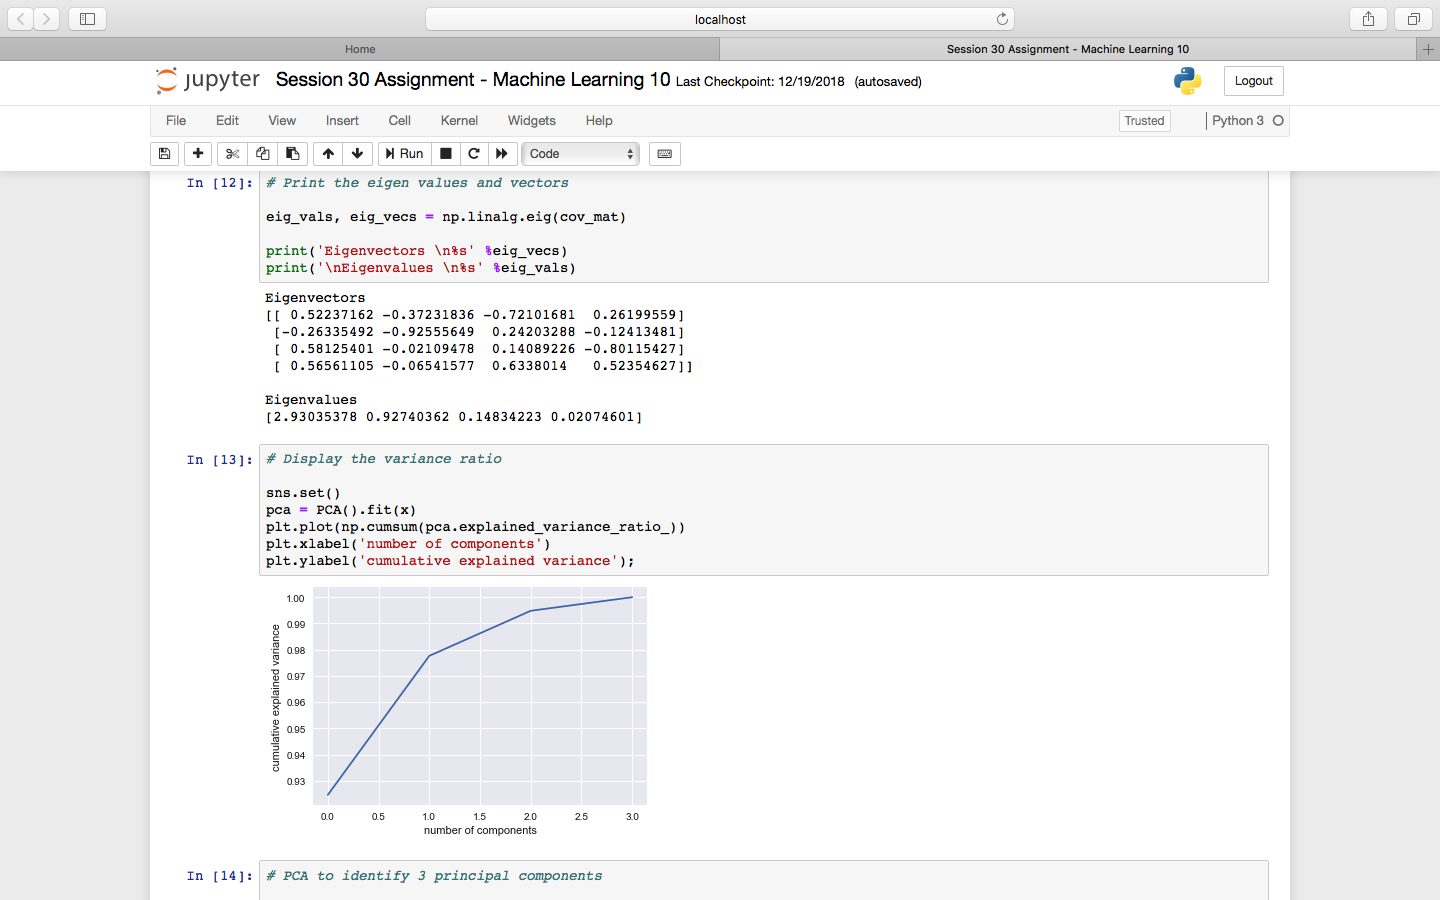 localhost
Home
Session 30 Assignment - Machine Learning 10
jupyter Session 30 Assignment - Machine Learning 10 Last Checkpoint: 12/19/2018 (autosaved)
Logout
File Edit View Insert Cell Kernel Widgets Help
Trusted Python 3
Run Code
In [12]: # Print the eigen values and vectors
eig_vals, eig_vecs = np.linalg.eig(cov_mat)
print('Eigenvectors \n%s' %eig_vecs)
print('\nEigenvalues \n%s' %eig_vals)
Eigenvectors
[[ 0.52237162 -0.37231836 -0.72101681  0.26199559]
[-0.26335492 -0.92555649  0.24203288 -0.12413481]
[ 0.58125401 -0.02109478  0.14089226 -0.80115427]
[ 0.56561105 -0.06541577  0.6338014   0.52354627]]
Eigenvalues
[2.93035378 0.92740362 0.14834223 0.02074601]
In [13]: # Display the variance ratio
sns.set()
pca = PCA().fit(x)
plt.plot(np.cumsum(pca.explained_variance_ratio_))
plt.xlabel('number of components')
plt.ylabel('cumulative explained variance');
cumulative explained variance
1.00
0.99
0.98
0.97
0.96
0.95
0.94
0.93
0.0 0.5 1.0 1.5 2.0 2.5 3.0
number of components
In [14]: # PCA to identify 3 principal components